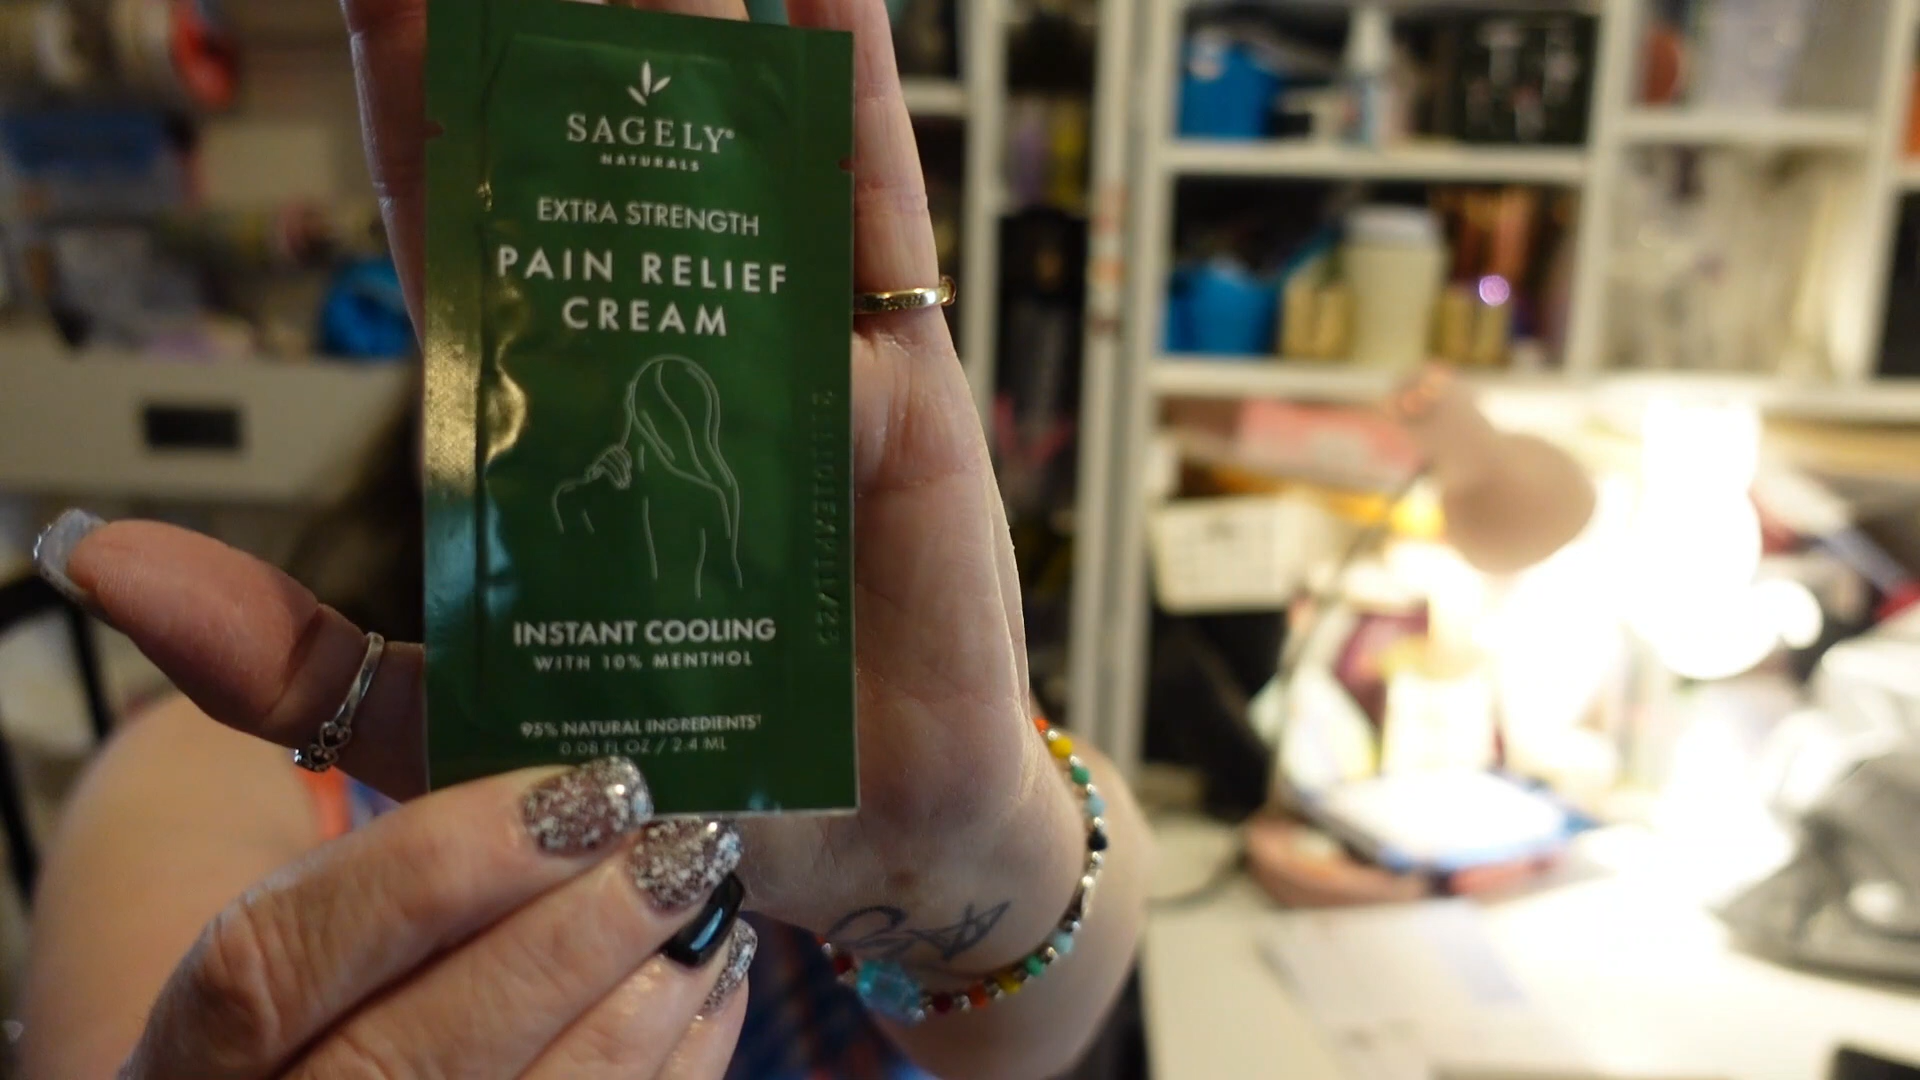 SAGELY®
NATURALS
EXTRA STRENGTH
PAIN RELIEF
CREAM
INSTANT COOLING
WITH 10% MENTHOL
95% NATURAL INGREDIENTS†
0.08 FL OZ / 2.4 ML